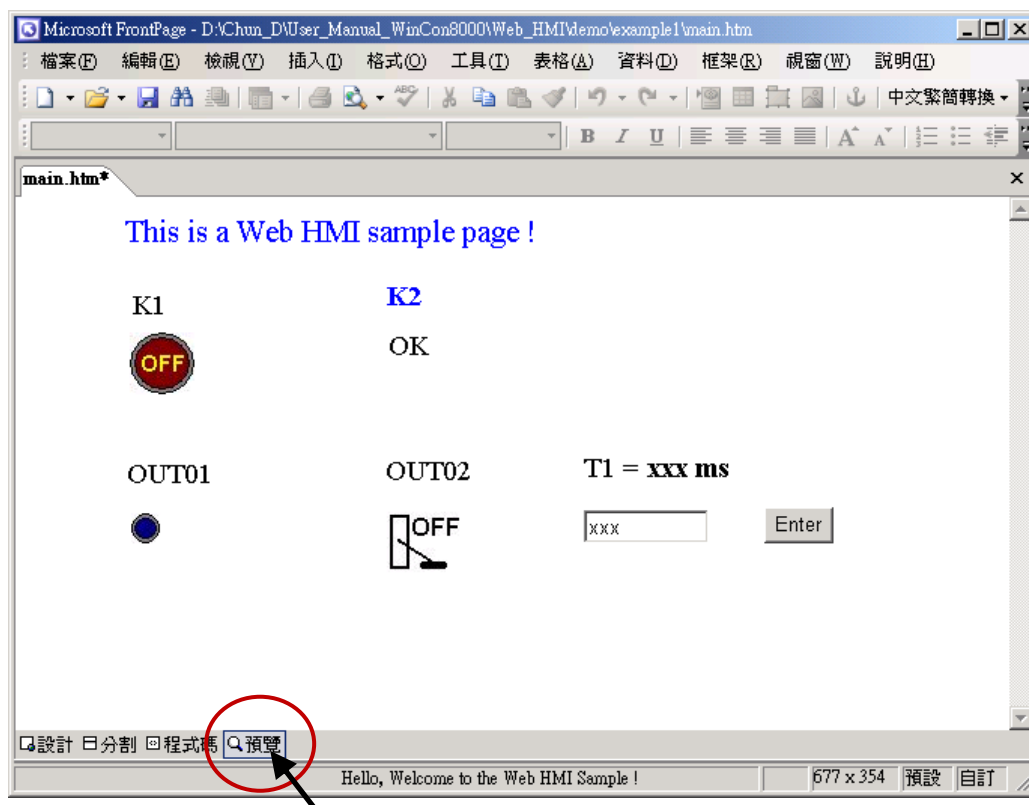 Microsoft FrontPage - D:\Chun_D\User_Manual_WinCon8000\Web_HMI\demo\example1\main.htm
檔案(F) 編輯(E) 檢視(V) 插入(I) 格式(O) 工具(T) 表格(A) 資料(D) 框架(R) 視窗(W) 說明(H)
ABC 中文繁簡轉換
B I U A A
main.htm*
This is a Web HMI sample page !
K1 K2
OFF OK
OUT01 OUT02 T1 = xxx ms
OFF xxx Enter
設計 分割 程式碼 預覽
Hello, Welcome to the Web HMI Sample ! 677 x 354 預設 自訂